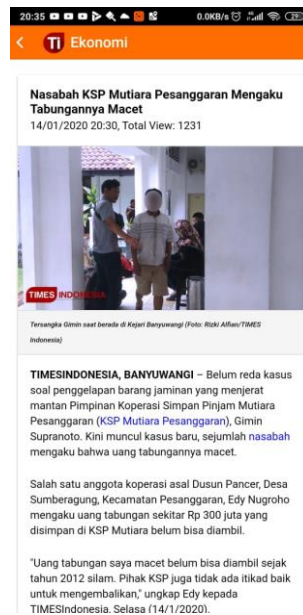 20:35
0.0KB/s
Ti Ekonomi
Nasabah KSP Mutiara Pesanggaran Mengaku
Tabungannya Macet
14/01/2020 20:30, Total View: 1231
TIMES INDONESIA
Tersangka Gimin saat berada di Kejari Banyuwangi (Foto: Rizki Alfian/TIMES
Indonesia)
TIMESINDONESIA, BANYUWANGI – Belum reda kasus
soal penggelapan barang jaminan yang menjerat
mantan Pimpinan Koperasi Simpan Pinjam Mutiara
Pesanggaran (KSP Mutiara Pesanggaran), Gimin
Supranoto. Kini muncul kasus baru, sejumlah nasabah
mengaku bahwa uang tabungannya macet.
Salah satu anggota koperasi asal Dusun Pancer, Desa
Sumberagung, Kecamatan Pesanggaran, Edy Nugroho
mengaku uang tabungan sekitar Rp 300 juta yang
disimpan di KSP Mutiara belum bisa diambil.
"Uang tabungan saya macet belum bisa diambil sejak
tahun 2012 silam. Pihak KSP juga tidak ada itikad baik
untuk mengembalikan," ungkap Edy kepada
TIMESIndonesia, Selasa (14/1/2020).